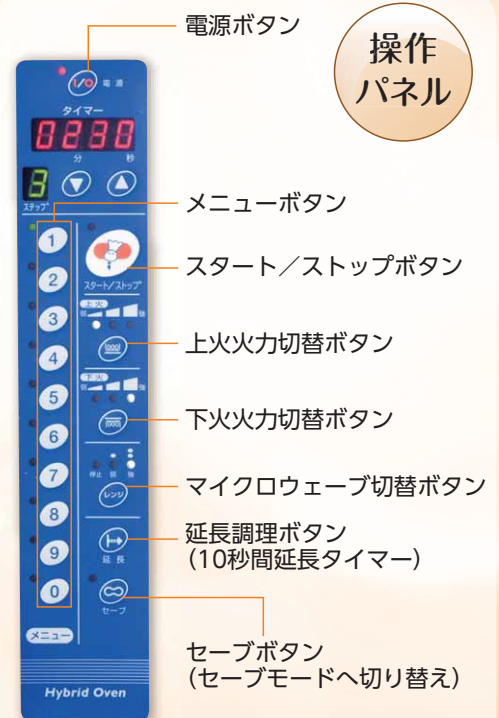 操作
パネル
電源ボタン
I/O 電源
タイマー
0230
分 秒
3
ステップ
メニューボタン
1
2
3
4
5
6
7
8
9
0
メニュー
スタート/ストップボタン
スタート/ストップ
上火
弱 強
上火火力切替ボタン
下火
弱 強
下火火力切替ボタン
停止 弱 強
レンジ
マイクロウェーブ切替ボタン
延長
延長調理ボタン
(10秒間延長タイマー)
セーブ
セーブボタン
(セーブモードへ切り替え)
Hybrid Oven